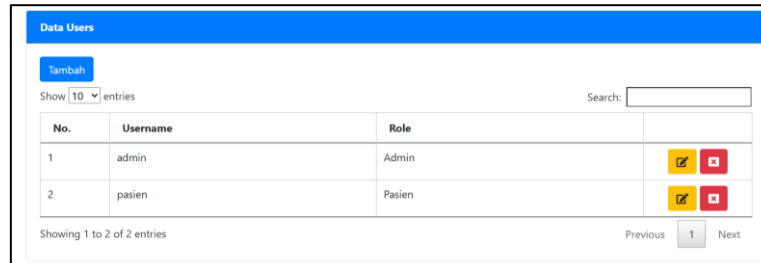 Data Users
Tambah
Show 10 entries Search:
No. Username Role
1 admin Admin
2 pasien Pasien
Showing 1 to 2 of 2 entries Previous 1 Next